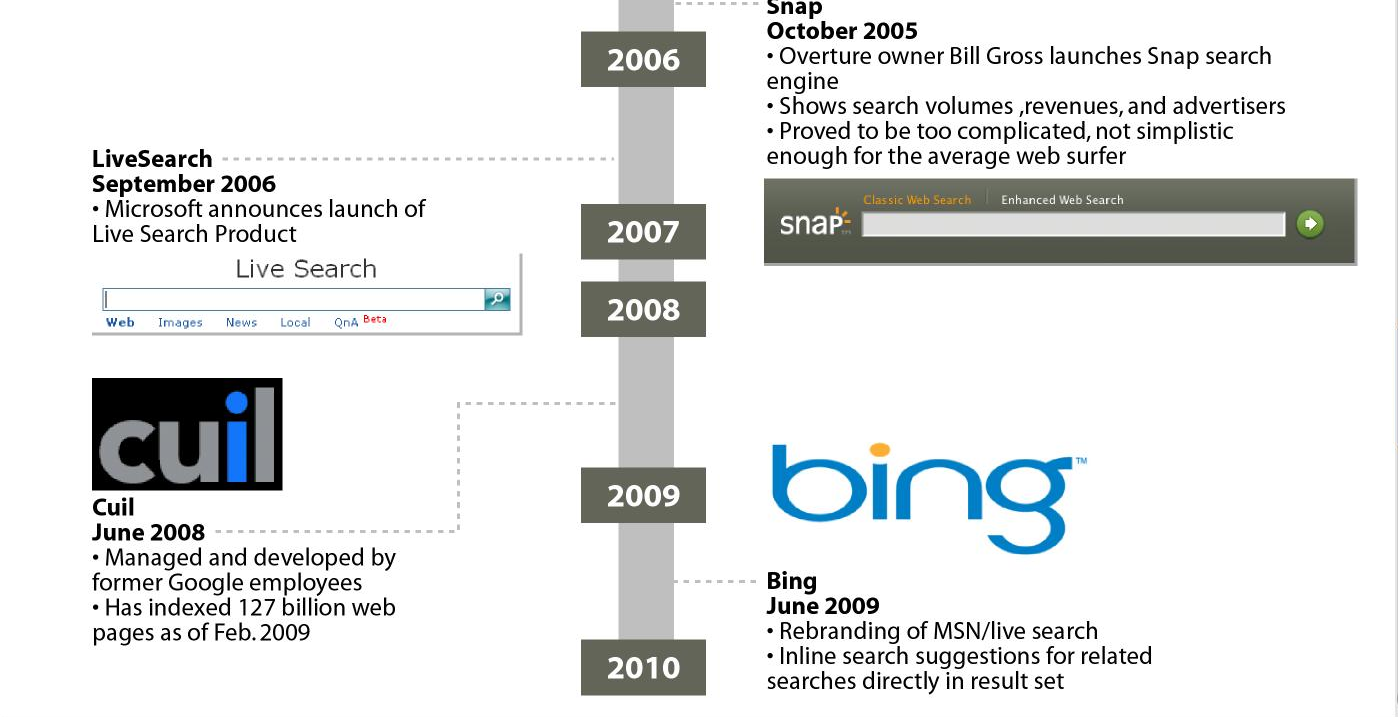 Snap
October 2005
• Overture owner Bill Gross launches Snap search
engine
• Shows search volumes ,revenues, and advertisers
• Proved to be too complicated, not simplistic
enough for the average web surfer
Classic Web Search
Enhanced Web Search
snap
2006
LiveSearch
September 2006
• Microsoft announces launch of
Live Search Product
Live Search
Web Images News Local QnA Beta
2007
2008
cuil
Cuil
June 2008
• Managed and developed by
former Google employees
• Has indexed 127 billion web
pages as of Feb. 2009
2009
bing™
Bing
June 2009
• Rebranding of MSN/live search
• Inline search suggestions for related
searches directly in result set
2010